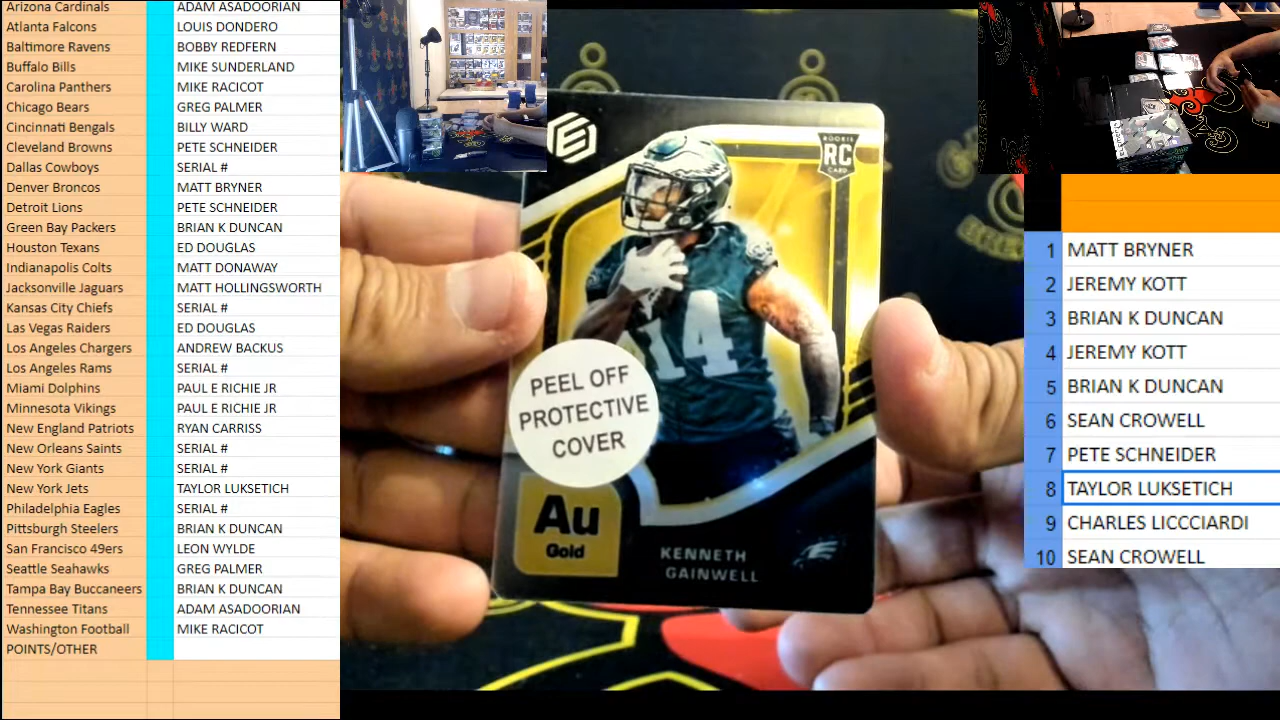 Arizona Cardinals ADAM ASADOORIAN
Atlanta Falcons LOUIS DONDERO
Baltimore Ravens BOBBY REDFERN
Buffalo Bills MIKE SUNDERLAND
Carolina Panthers MIKE RACICOT
Chicago Bears GREG PALMER
Cincinnati Bengals BILLY WARD
Cleveland Browns PETE SCHNEIDER
Dallas Cowboys SERIAL #
Denver Broncos MATT BRYNER
Detroit Lions PETE SCHNEIDER
Green Bay Packers BRIAN K DUNCAN
Houston Texans ED DOUGLAS
Indianapolis Colts MATT DONAWAY
Jacksonville Jaguars MATT HOLLINGSWORTH
Kansas City Chiefs SERIAL #
Las Vegas Raiders ED DOUGLAS
Los Angeles Chargers ANDREW BACKUS
Los Angeles Rams SERIAL #
Miami Dolphins PAUL E RICHIE JR
Minnesota Vikings PAUL E RICHIE JR
New England Patriots RYAN CARRISS
New Orleans Saints SERIAL #
New York Giants SERIAL #
New York Jets TAYLOR LUKSETICH
Philadelphia Eagles SERIAL #
Pittsburgh Steelers BRIAN K DUNCAN
San Francisco 49ers LEON WYLDE
Seattle Seahawks GREG PALMER
Tampa Bay Buccaneers BRIAN K DUNCAN
Tennessee Titans ADAM ASADOORIAN
Washington Football MIKE RACICOT
POINTS/OTHER
ROOKIE
RC
CARD
14
PEEL OFF
PROTECTIVE
COVER
Au
Gold
KENNETH
GAINWELL
1 MATT BRYNER
2 JEREMY KOTT
3 BRIAN K DUNCAN
4 JEREMY KOTT
5 BRIAN K DUNCAN
6 SEAN CROWELL
7 PETE SCHNEIDER
8 TAYLOR LUKSETICH
9 CHARLES LICCCIARDI
10 SEAN CROWELL